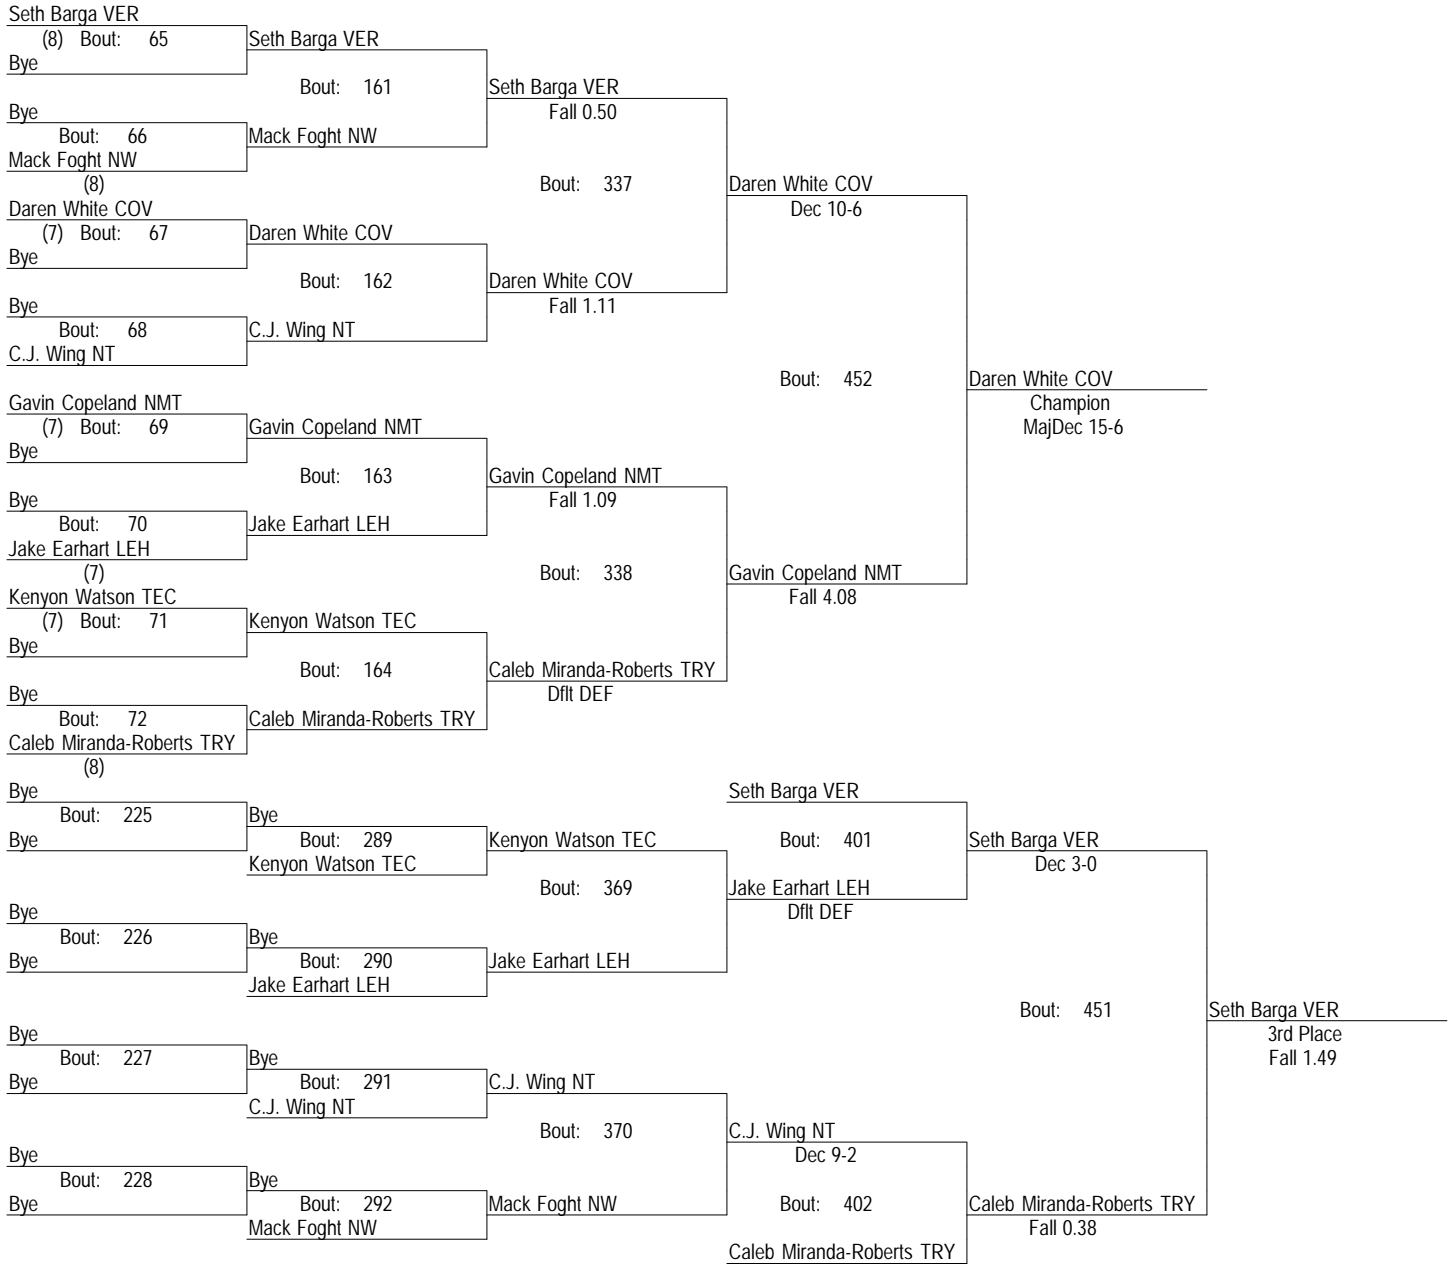 Seth Barga VER
(8) Bout: 65 Seth Barga VER
Bye
Bout: 161 Seth Barga VER
Bye Fall 0.50
Bout: 66 Mack Foght NW
Mack Foght NW
(8) Bout: 337 Daren White COV
Daren White COV Dec 10-6
(7) Bout: 67 Daren White COV
Bye
Bout: 162 Daren White COV
Bye Fall 1.11
Bout: 68 C.J. Wing NT
C.J. Wing NT
Bout: 452 Daren White COV
Gavin Copeland NMT Champion
(7) Bout: 69 Gavin Copeland NMT MajDec 15-6
Bye
Bout: 163 Gavin Copeland NMT
Bye Fall 1.09
Bout: 70 Jake Earhart LEH
Jake Earhart LEH
(7) Bout: 338 Gavin Copeland NMT
Kenyon Watson TEC Fall 4.08
(7) Bout: 71 Kenyon Watson TEC
Bye
Bout: 164 Caleb Miranda-Roberts TRY
Bye Dflt DEF
Bout: 72 Caleb Miranda-Roberts TRY
Caleb Miranda-Roberts TRY
(8)
Bye Seth Barga VER
Bout: 225 Bye
Bye Bout: 289 Kenyon Watson TEC Bout: 401 Seth Barga VER
Kenyon Watson TEC Dec 3-0
Bout: 369 Jake Earhart LEH
Bye Dflt DEF
Bout: 226 Bye
Bye Bout: 290 Jake Earhart LEH
Jake Earhart LEH
Bout: 451 Seth Barga VER
Bye 3rd Place
Bout: 227 Bye Fall 1.49
Bye Bout: 291 C.J. Wing NT
C.J. Wing NT
Bout: 370 C.J. Wing NT
Bye Dec 9-2
Bout: 228 Bye
Bye Bout: 292 Mack Foght NW Bout: 402 Caleb Miranda-Roberts TRY
Mack Foght NW Fall 0.38
Caleb Miranda-Roberts TRY